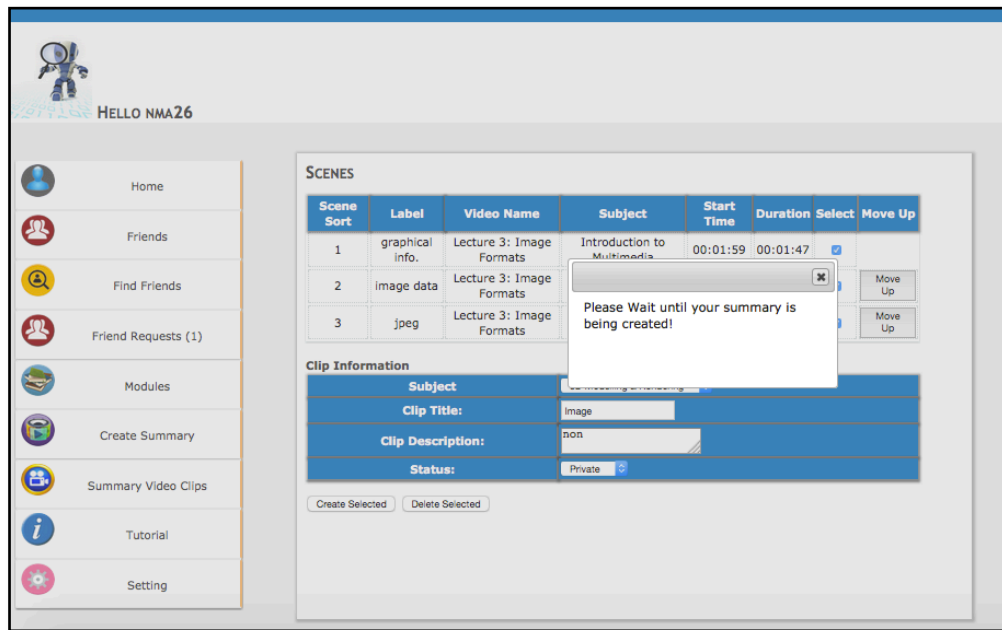 HELLO NMA26
Home
Friends
Find Friends
Friend Requests (1)
Modules
Create Summary
Summary Video Clips
Tutorial
Setting
SCENES
Scene Sort Label Video Name Subject Start Time Duration Select Move Up
1 graphical info. Lecture 3: Image Formats Introduction to Multimedia 00:01:59 00:01:47
2 image data Lecture 3: Image Formats Move Up
3 jpeg Lecture 3: Image Formats Move Up
Please Wait until your summary is
being created!
Clip Information
Subject
Clip Title: Image
Clip Description: non
Status: Private
Create Selected Delete Selected